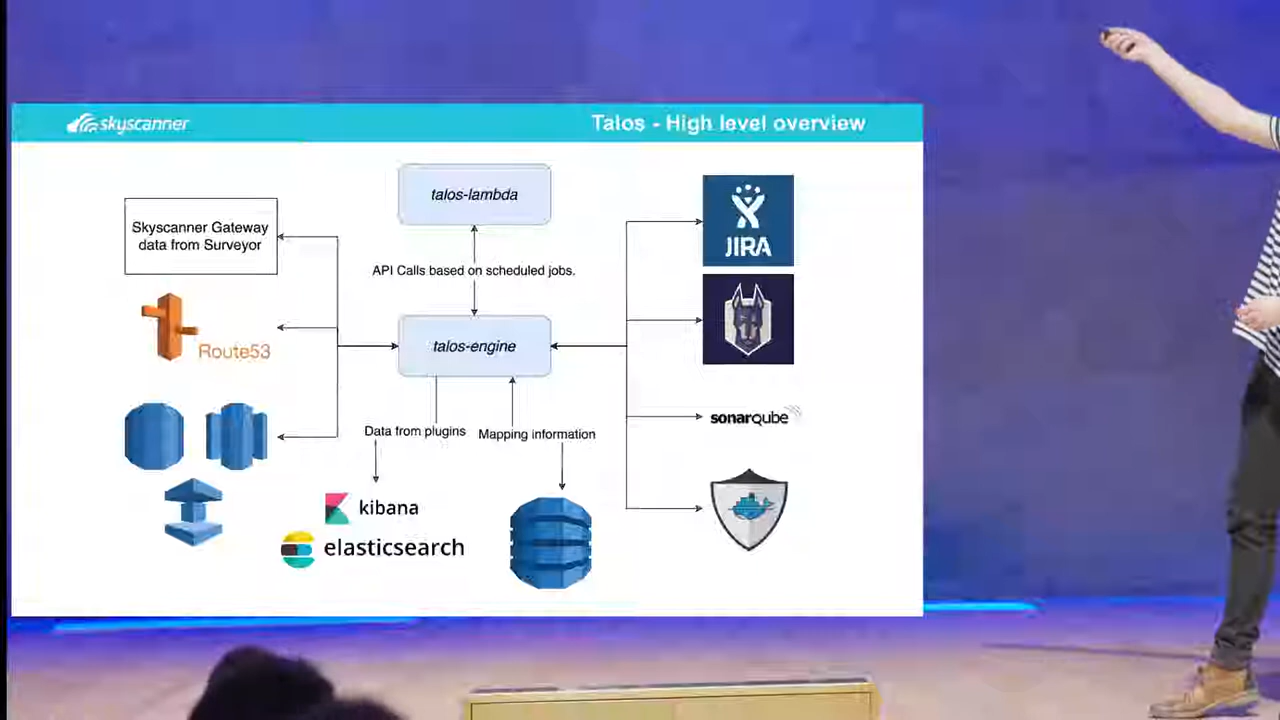 skyscanner
Talos - High level overview
talos-lambda
Skyscanner Gateway
data from Surveyor
JIRA
API Calls based on scheduled jobs.
Route53
talos-engine
sonarqube
Data from plugins
Mapping information
kibana
elasticsearch